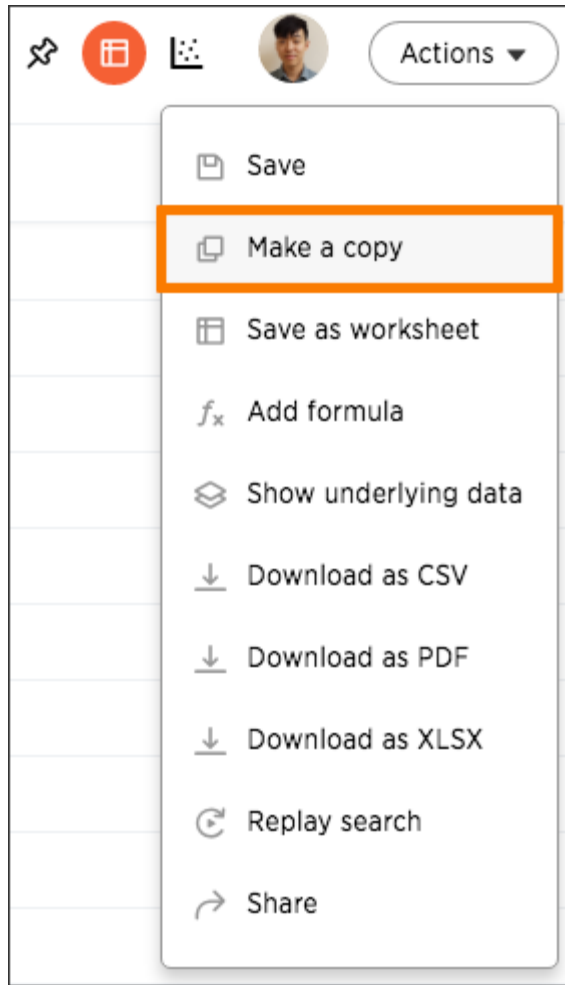 Actions
Save
Make a copy
Save as worksheet
fx Add formula
Show underlying data
Download as CSV
Download as PDF
Download as XLSX
Replay search
Share